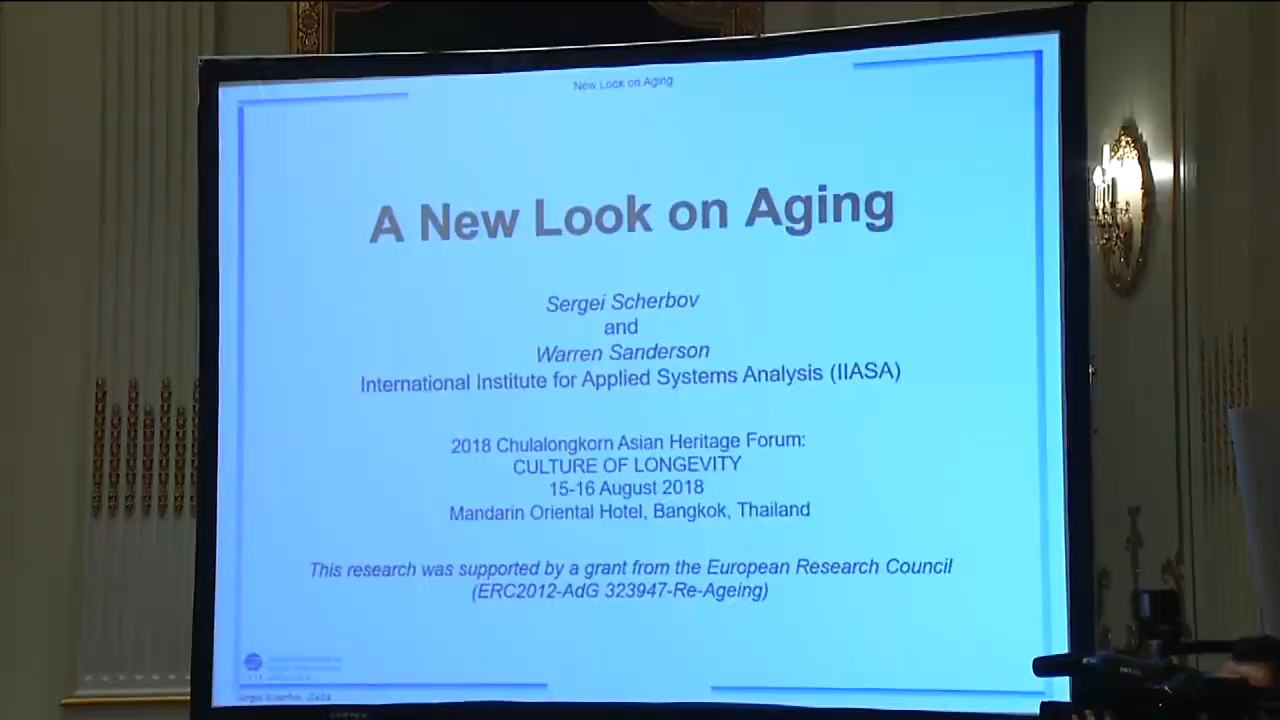 New Look on Aging
A New Look on Aging
Sergei Scherbov
and
Warren Sanderson
International Institute for Applied Systems Analysis (IIASA)
2018 Chulalongkorn Asian Heritage Forum:
CULTURE OF LONGEVITY
15-16 August 2018
Mandarin Oriental Hotel, Bangkok, Thailand
This research was supported by a grant from the European Research Council
(ERC2012-AdG 323947-Re-Ageing)